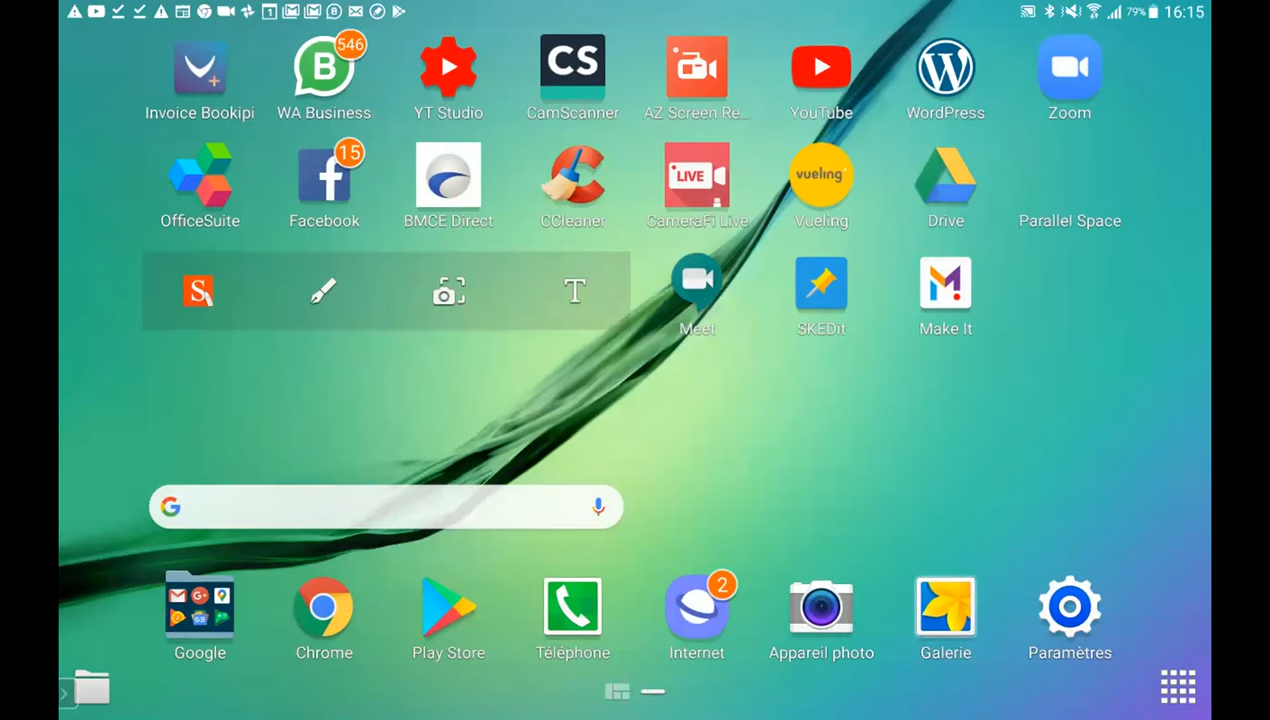 1
B
79% 16:15
546
B
CS
W
Invoice Bookipi
WA Business
YT Studio
CamScanner
AZ Screen Re...
YouTube
WordPress
Zoom
15
f
LIVE
vueling
OfficeSuite
Facebook
BMCE Direct
CCleaner
CameraFi Live
Vueling
Drive
Parallel Space
S
T
M
Meet
SKEDit
Make It
G
2
Google
Chrome
Play Store
Téléphone
Internet
Appareil photo
Galerie
Paramètres